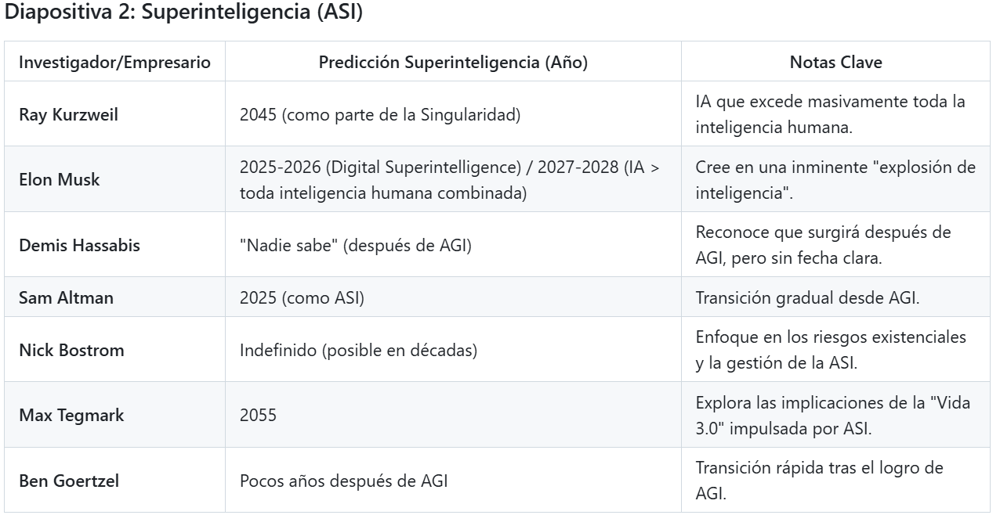 Diapositiva 2: Superinteligencia (ASI)
Investigador/Empresario
Predicción Superinteligencia (Año)
Notas Clave
Ray Kurzweil
2045 (como parte de la Singularidad)
IA que excede masivamente toda la
inteligencia humana.
Elon Musk
2025-2026 (Digital Superintelligence) / 2027-2028 (IA >
toda inteligencia humana combinada)
Cree en una inminente "explosión de
inteligencia".
Demis Hassabis
"Nadie sabe" (después de AGI)
Reconoce que surgirá después de
AGI, pero sin fecha clara.
Sam Altman
2025 (como ASI)
Transición gradual desde AGI.
Nick Bostrom
Indefinido (posible en décadas)
Enfoque en los riesgos existenciales
y la gestión de la ASI.
Max Tegmark
2055
Explora las implicaciones de la "Vida
3.0" impulsada por ASI.
Ben Goertzel
Pocos años después de AGI
Transición rápida tras el logro de
AGI.